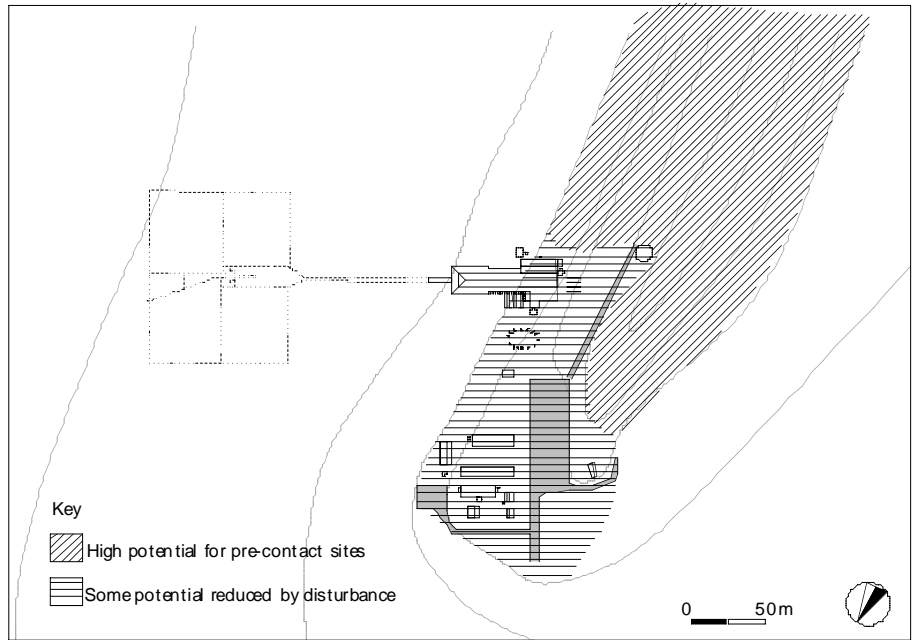 Key
High potential for pre-contact sites
Some potential reduced by disturbance
0 50m